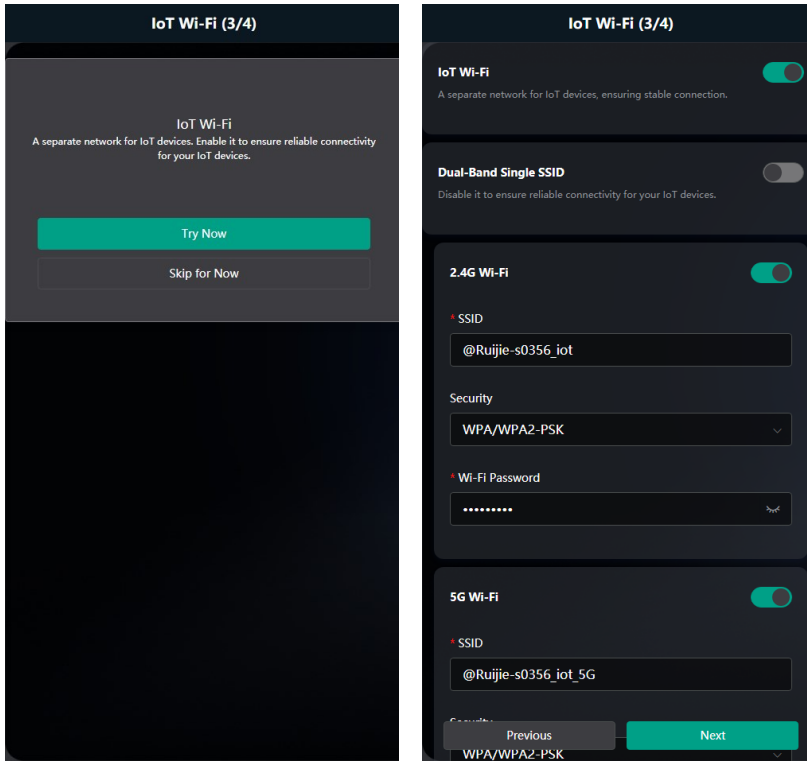 IoT Wi-Fi (3/4)
IoT Wi-Fi
A separate network for IoT devices. Enable it to ensure reliable connectivity
for your IoT devices.
Try Now
Skip for Now
IoT Wi-Fi (3/4)
IoT Wi-Fi
A separate network for IoT devices, ensuring stable connection.
Dual-Band Single SSID
Disable it to ensure reliable connectivity for your IoT devices.
2.4G Wi-Fi
* SSID
@Ruijie-s0356_iot
Security
WPA/WPA2-PSK
* Wi-Fi Password
•••••••••
5G Wi-Fi
* SSID
@Ruijie-s0356_iot_5G
Security
Previous
Next
WPA/WPA2-PSK